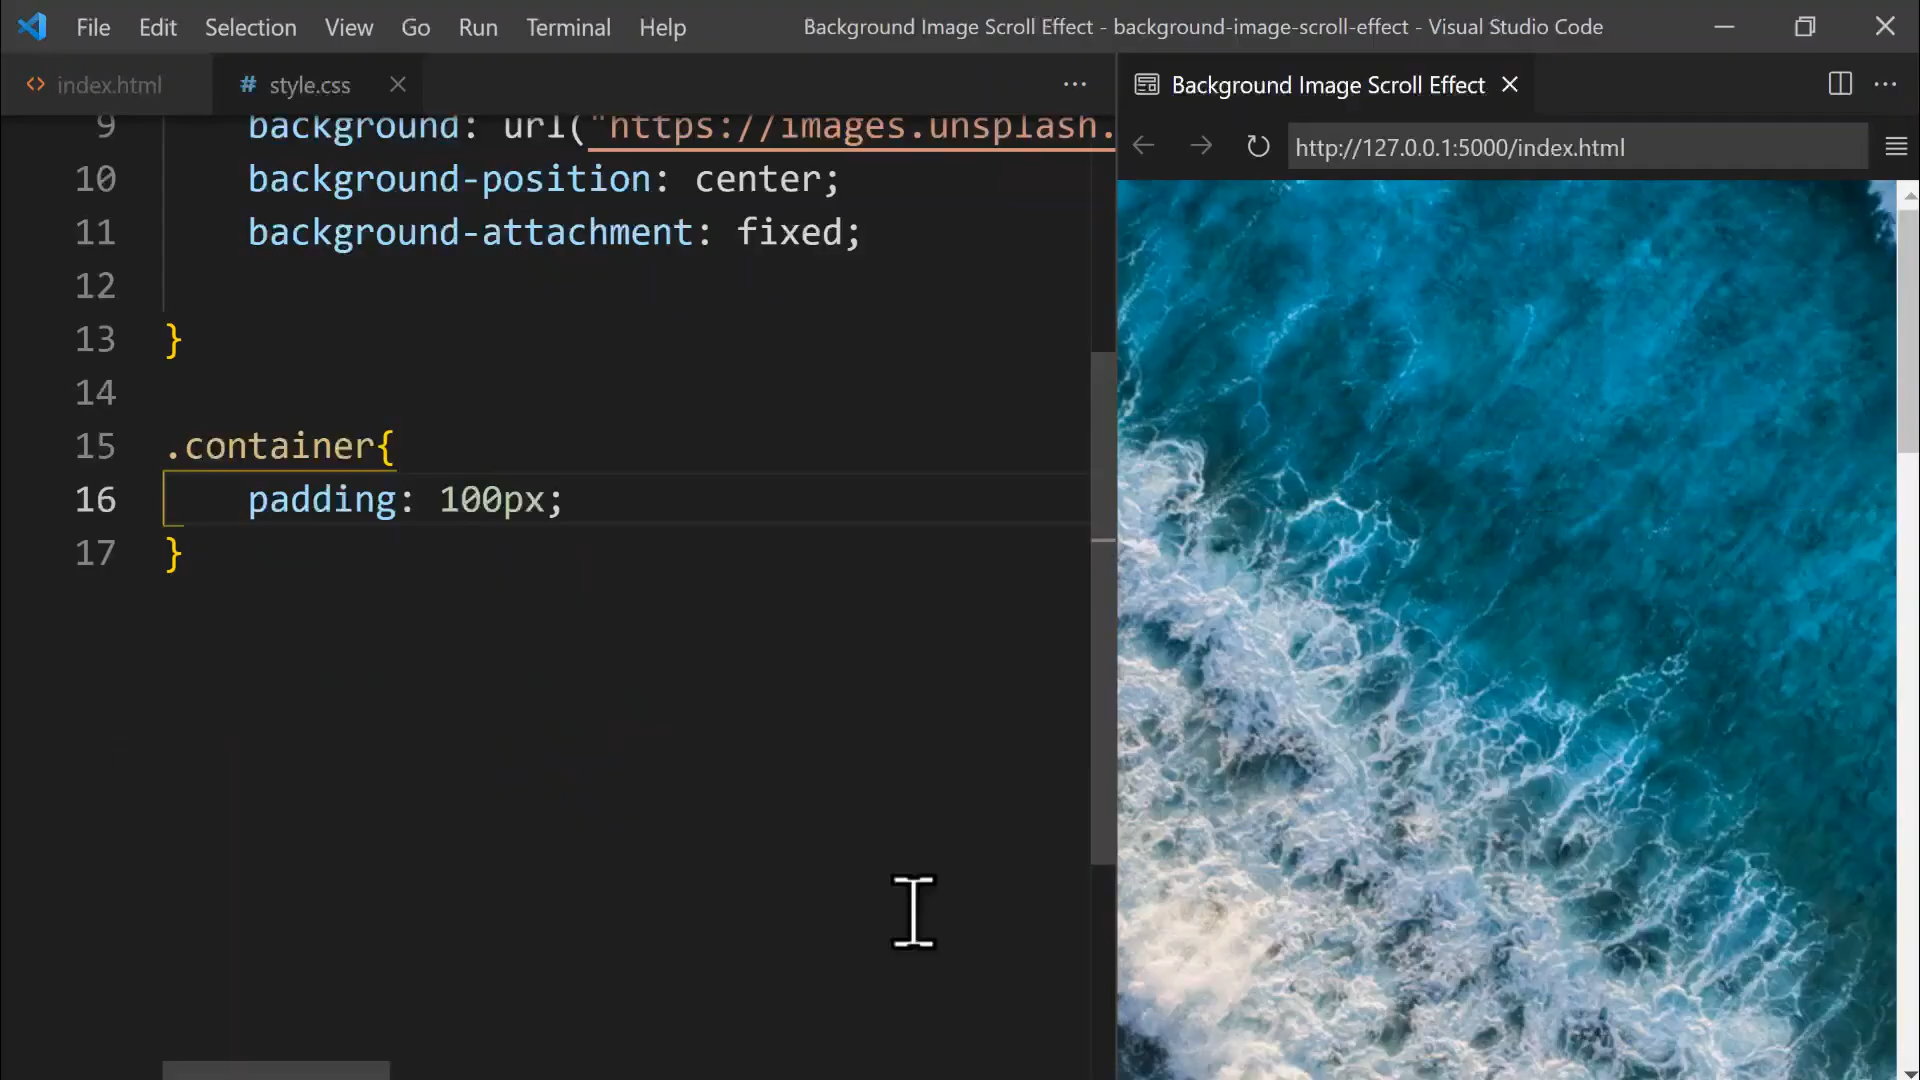 File Edit Selection View Go Run Terminal Help Background Image Scroll Effect - background-image-scroll-effect - Visual Studio Code
index.html # style.css
Background Image Scroll Effect
http://127.0.0.1:5000/index.html
9 background: url("https://images.unsplash.
10 background-position: center;
11 background-attachment: fixed;
12
13 }
14
15 .container{
16 padding: 100px;
17 }